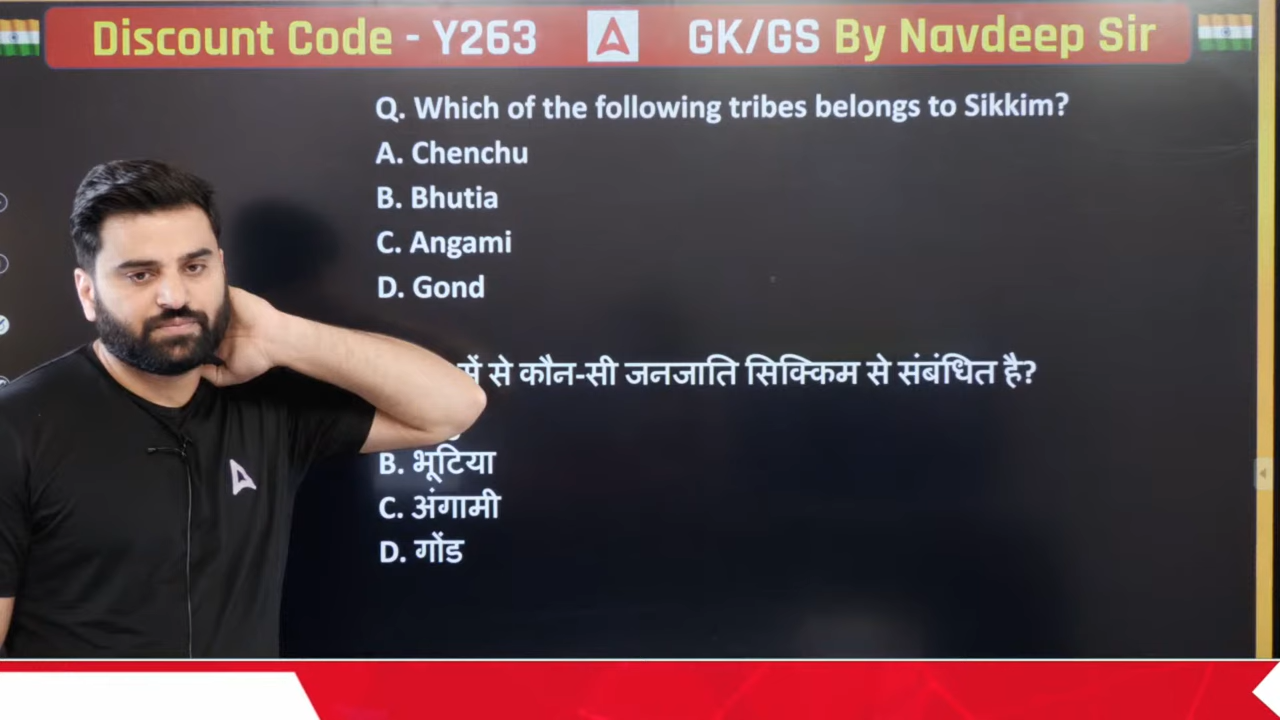 Discount Code - Y263 GK/GS By Navdeep Sir
Q. Which of the following tribes belongs to Sikkim?
A. Chenchu
B. Bhutia
C. Angami
D. Gond
में से कौन-सी जनजाति सिक्किम से संबंधित है?
B. भूटिया
C. अंगामी
D. गोंड